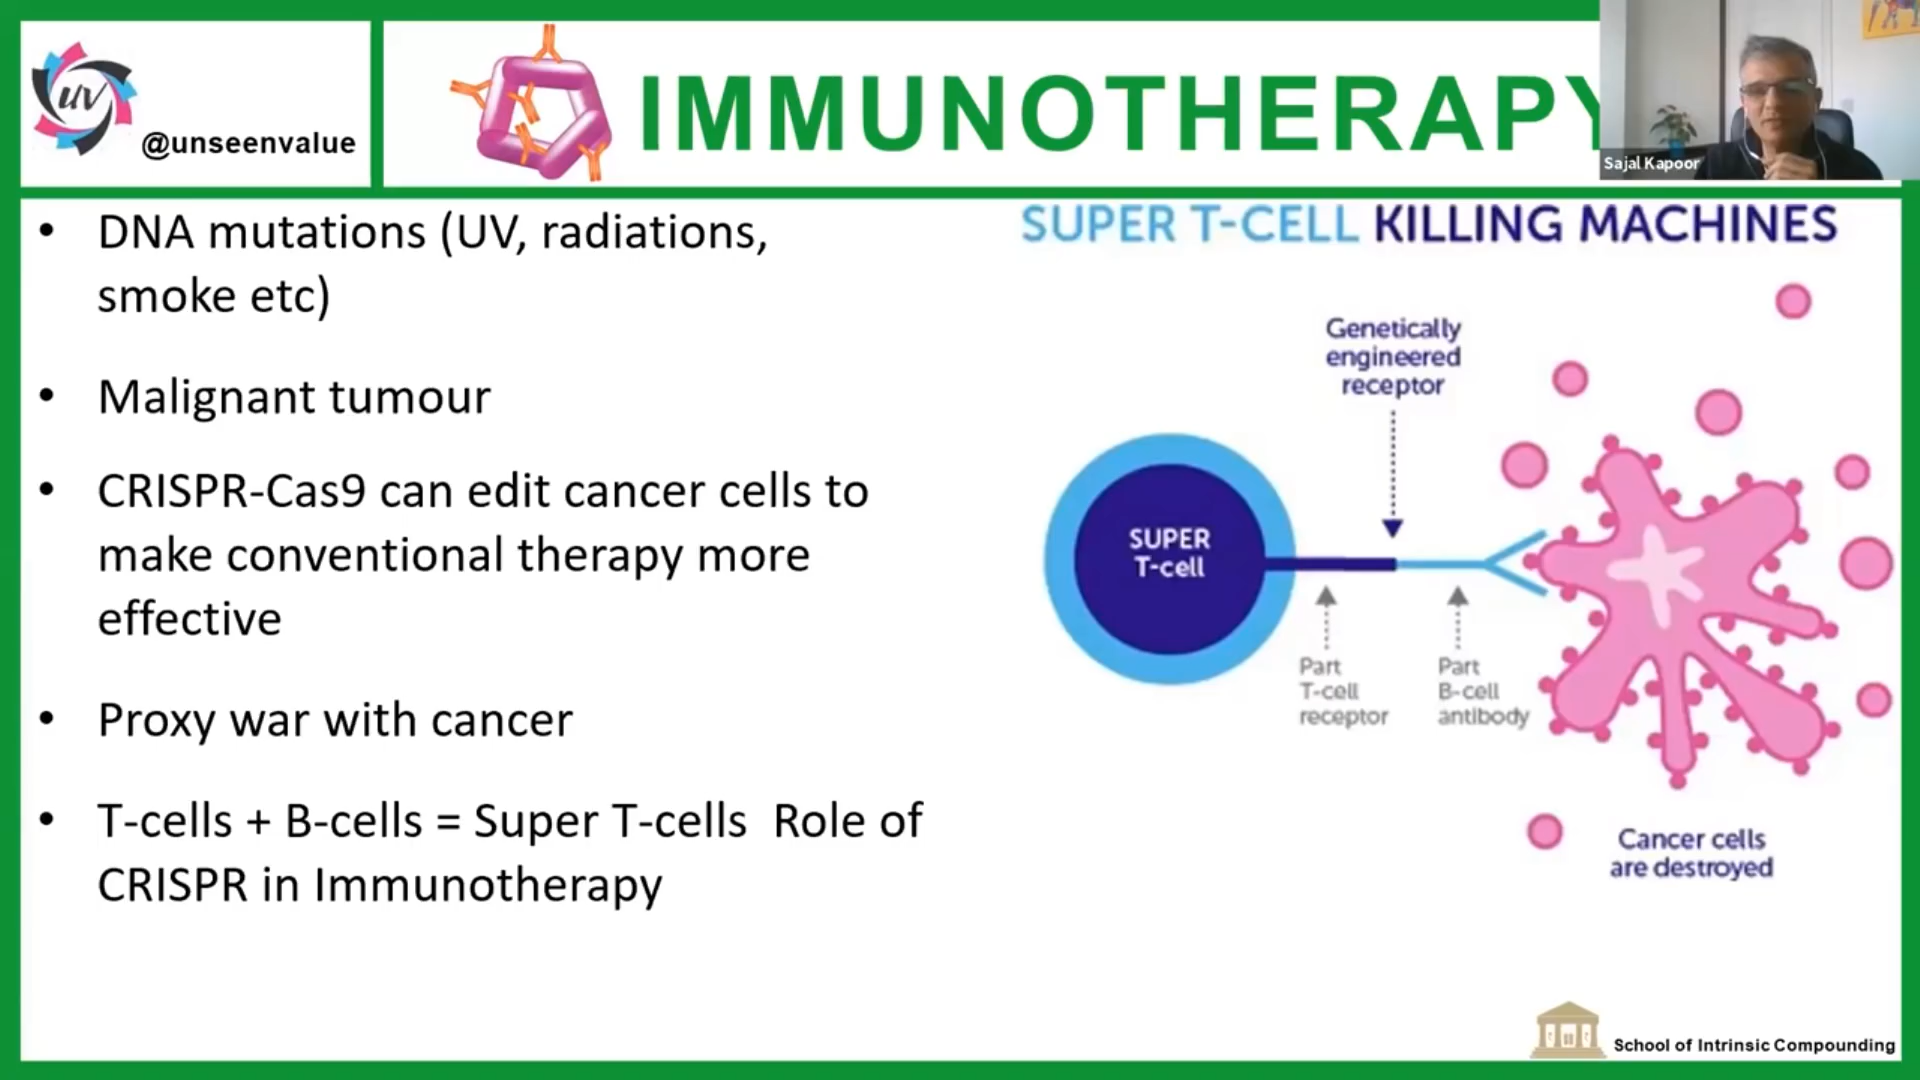 uv
@unseenvalue
IMMUNOTHERAPY
Sajal Kapoor
• DNA mutations (UV, radiations,
smoke etc)
• Malignant tumour
• CRISPR-Cas9 can edit cancer cells to
make conventional therapy more
effective
• Proxy war with cancer
• T-cells + B-cells = Super T-cells  Role of
CRISPR in Immunotherapy
SUPER T-CELL KILLING MACHINES
Genetically
engineered
receptor
SUPER
T-cell
Part
T-cell
receptor
Part
B-cell
antibody
Cancer cells
are destroyed
School of Intrinsic Compounding